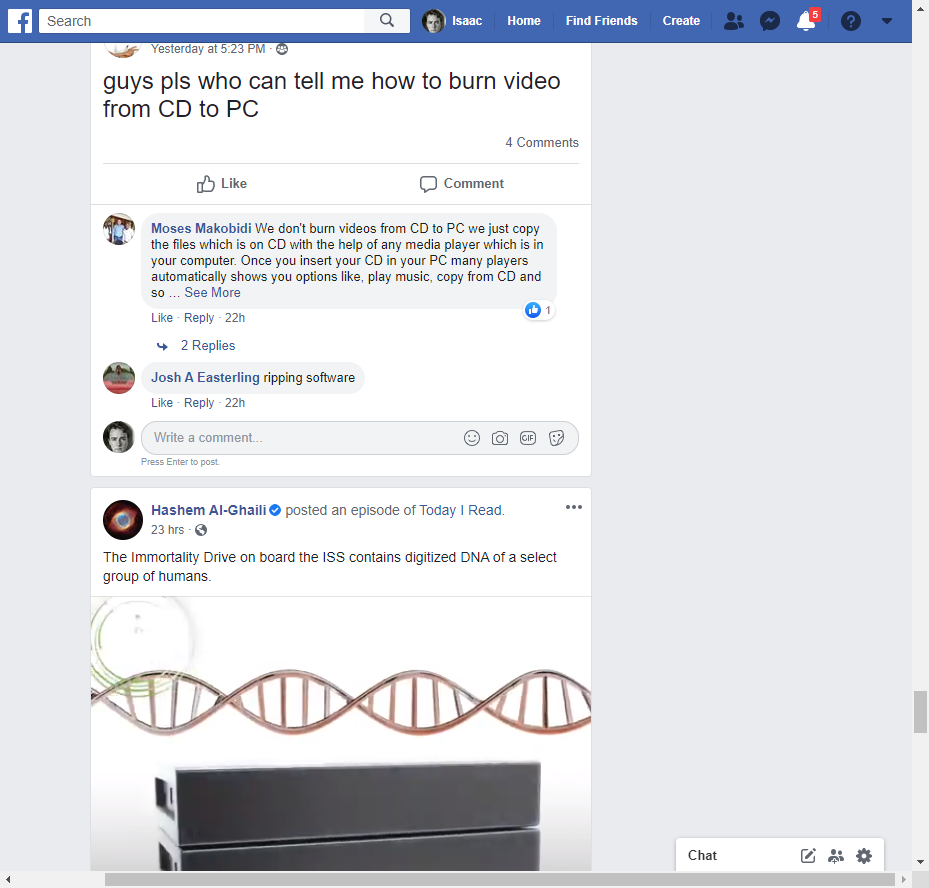 Search
Isaac
Home
Find Friends
Create
5
Yesterday at 5:23 PM ·
guys pls who can tell me how to burn video
from CD to PC
4 Comments
Like
Comment
Moses Makobidi We don't burn videos from CD to PC we just copy
the files which is on CD with the help of any media player which is in
your computer. Once you insert your CD in your PC many players
automatically shows you options like, play music, copy from CD and
so … See More
1
Like · Reply · 22h
2 Replies
Josh A Easterling ripping software
Like · Reply · 22h
Write a comment...
GIF
Press Enter to post.
Hashem Al-Ghaili posted an episode of Today I Read.
23 hrs ·
The Immortality Drive on board the ISS contains digitized DNA of a select
group of humans.
Chat